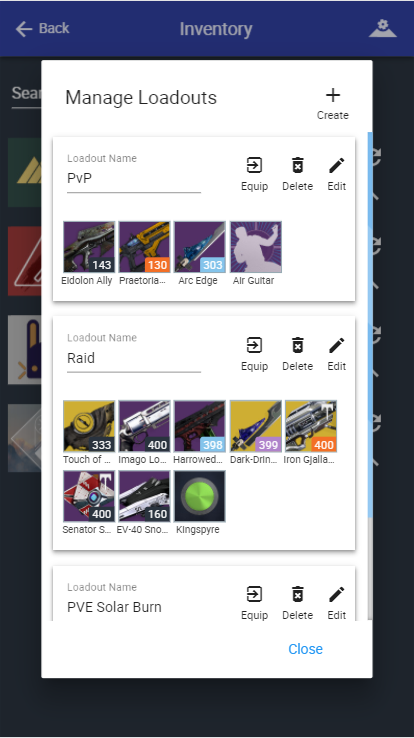 Back
Inventory
Sear
Manage Loadouts
Create
Loadout Name
PvP
Equip
Delete
Edit
143
130
303
Eidolon Ally
Praetoria...
Arc Edge
Air Guitar
Loadout Name
Raid
Equip
Delete
Edit
333
400
398
399
400
Touch of ...
Imago Lo...
Harrowed...
Dark-Drin...
Iron Gjalla...
400
160
Senator S...
EV-40 Sno...
Kingspyre
Loadout Name
PVE Solar Burn
Equip
Delete
Edit
Close